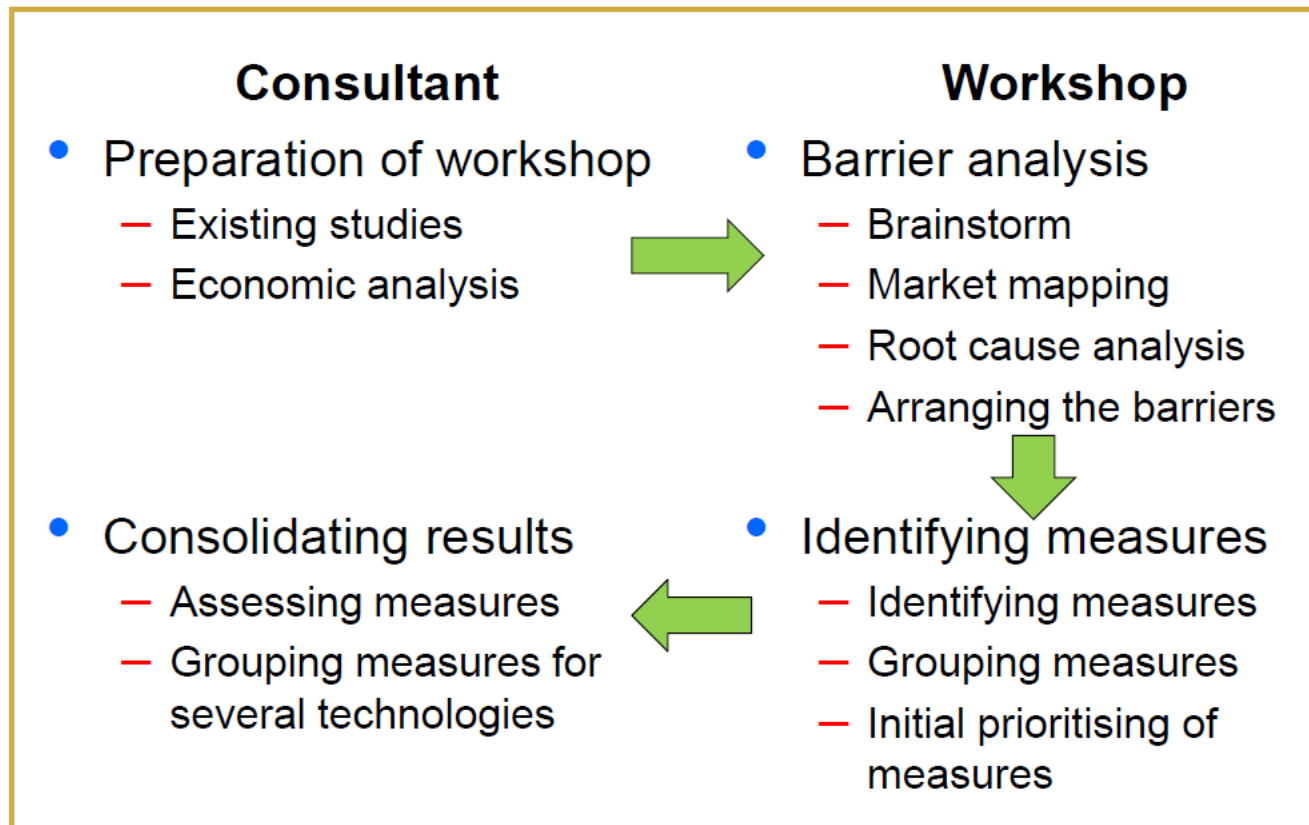 Consultant
• Preparation of workshop
– Existing studies
– Economic analysis
Workshop
• Barrier analysis
– Brainstorm
– Market mapping
– Root cause analysis
– Arranging the barriers
• Identifying measures
– Identifying measures
– Grouping measures
– Initial prioritising of
measures
• Consolidating results
– Assessing measures
– Grouping measures for
several technologies